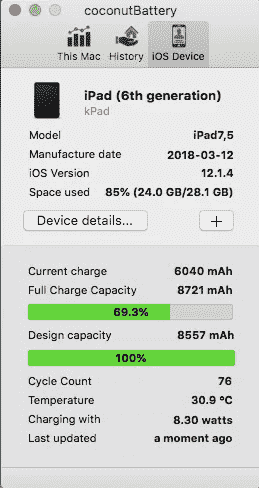 coconutBattery
This Mac History iOS Device
iPad (6th generation)
kPad
Model iPad7,5
Manufacture date 2018-03-12
iOS Version 12.1.4
Space used 85% (24.0 GB/28.1 GB)
Device details... +
Current charge 6040 mAh
Full Charge Capacity 8721 mAh
69.3%
Design capacity 8557 mAh
100%
Cycle Count 76
Temperature 30.9 ºC
Charging with 8.30 watts
Last updated a moment ago